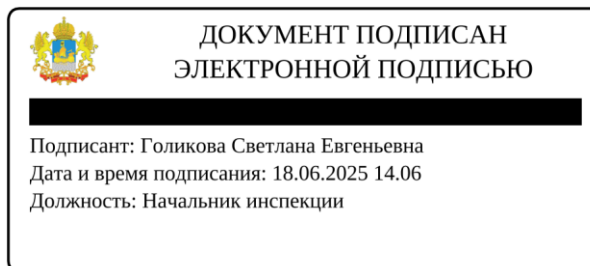 ДОКУМЕНТ ПОДПИСАН
ЭЛЕКТРОННОЙ ПОДПИСЬЮ
Подписант: Голикова Светлана Евгеньевна
Дата и время подписания: 18.06.2025 14.06
Должность: Начальник инспекции